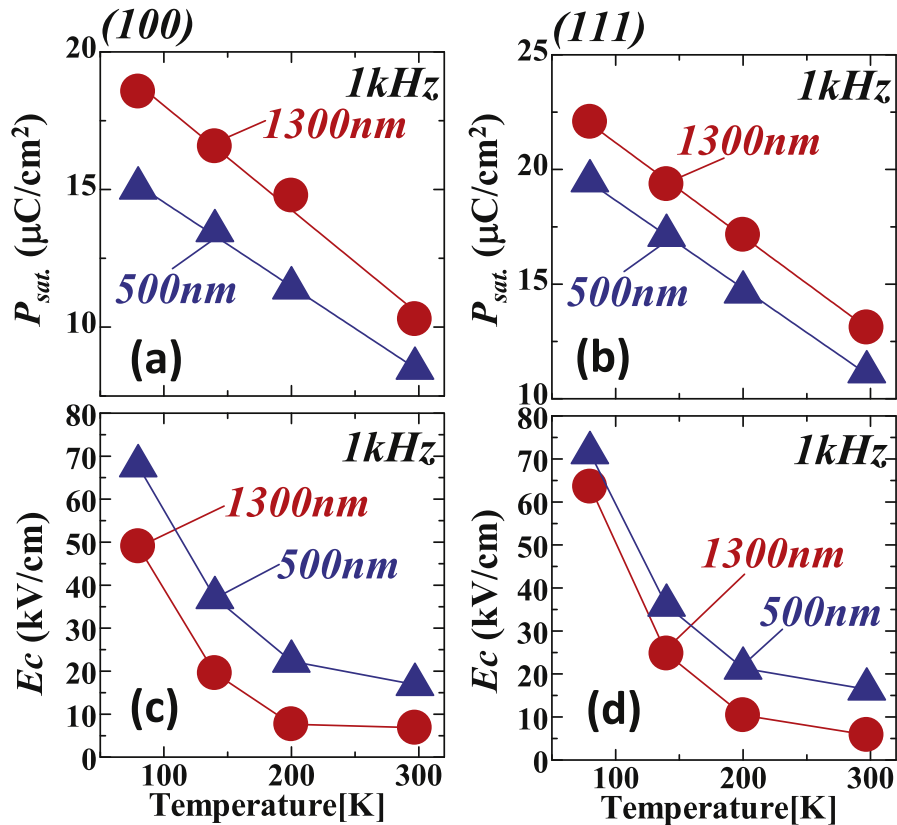 (100)
(111)
20
15
10
P_sat. (μC/cm²)
1kHz
1300nm
500nm
(a)
25
20
15
10
P_sat. (μC/cm²)
1kHz
1300nm
500nm
(b)
80
70
60
50
40
30
20
10
0
Ec (kV/cm)
1kHz
1300nm
500nm
(c)
100 200 300
Temperature[K]
80
70
60
50
40
30
20
10
0
Ec (kV/cm)
1kHz
1300nm
500nm
(d)
100 200 300
Temperature[K]